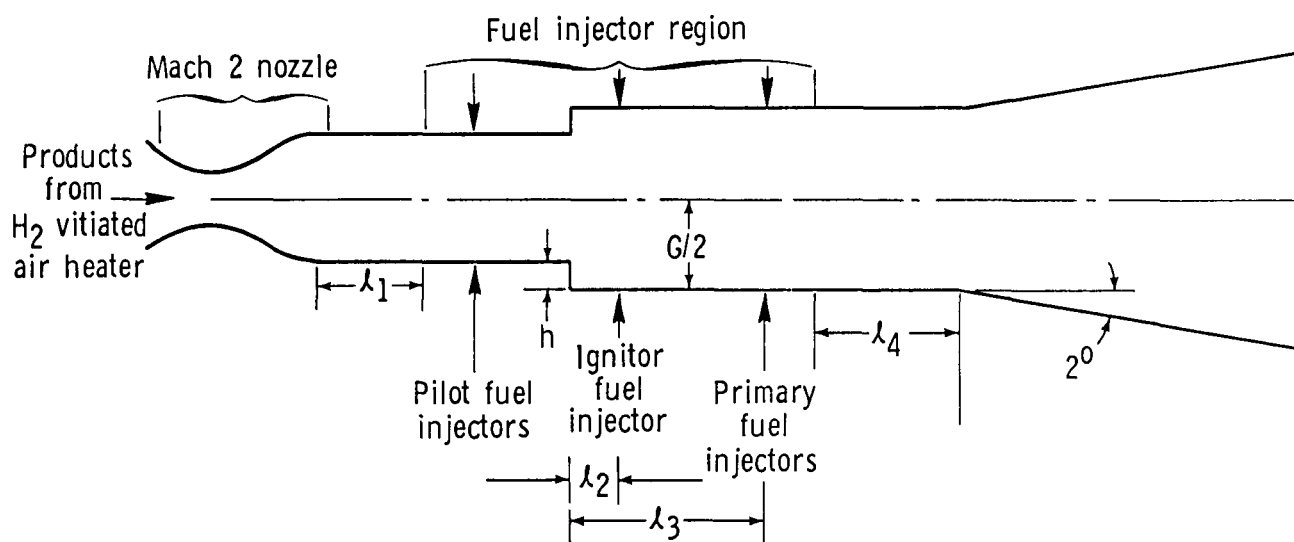 Fuel injector region
Mach 2 nozzle
Products
from
H₂ vitiated
air heater
ℓ₁
h
G/2
Pilot fuel
injectors
Ignitor
fuel
injector
Primary
fuel
injectors
ℓ₄
2⁰
ℓ₂
ℓ₃